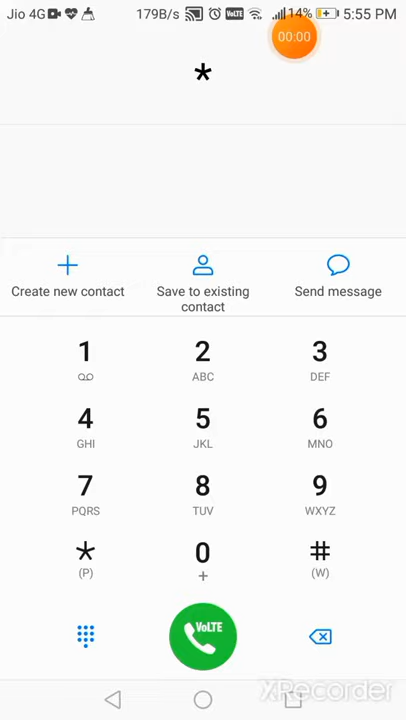 Jio 4G 179B/s VoLTE 14% 5:55 PM
00:00
*
Create new contact Save to existing contact Send message
1 2 3
ABC DEF
4 5 6
GHI JKL MNO
7 8 9
PQRS TUV WXYZ
* 0 #
(P) + (W)
VoLTE
XRecorder